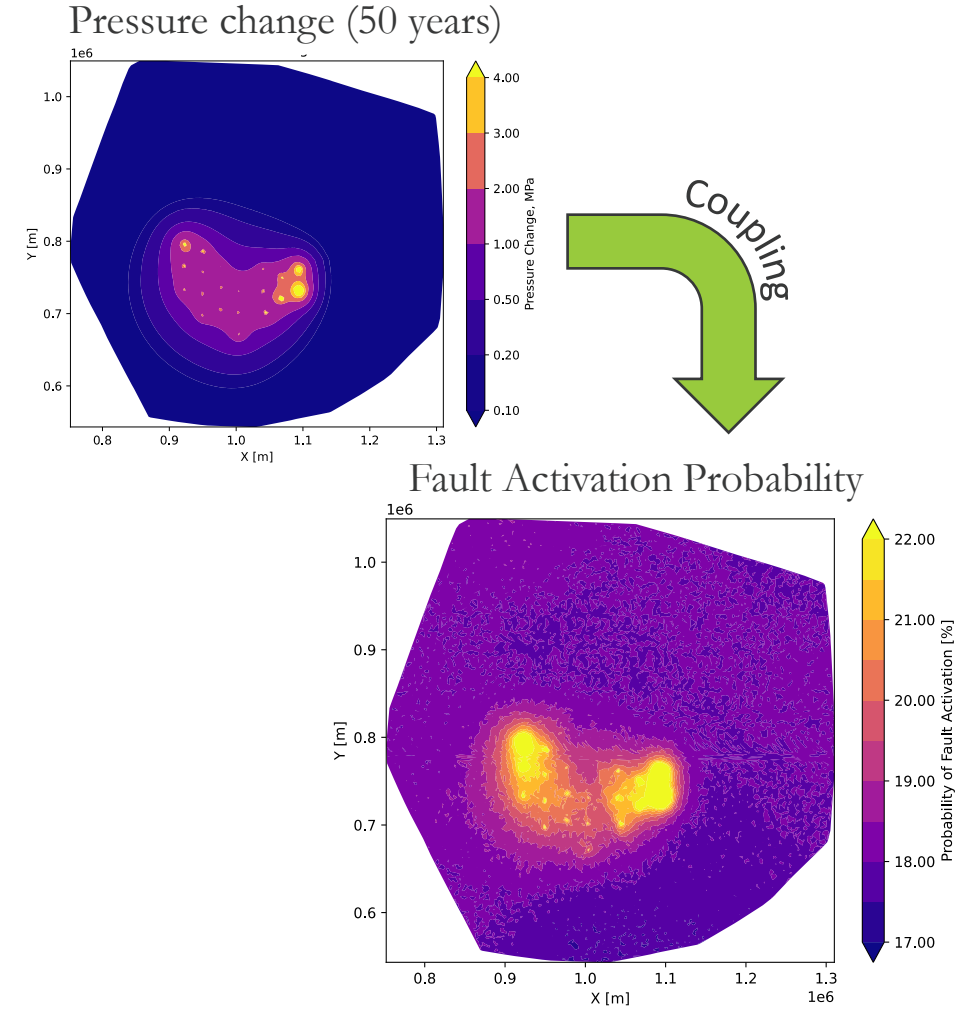 Pressure change (50 years)
1e6
1.0
0.9
0.8
0.7
0.6
Y [m]
0.8 0.9 1.0 1.1 1.2 1.3
X [m]
4.00
3.00
2.00
1.00
0.50
0.20
0.10
Pressure Change, MPa
Coupling
Fault Activation Probability
1e6
1.0
0.9
0.8
0.7
0.6
Y [m]
0.8 0.9 1.0 1.1 1.2 1.3
X [m]
1e6
22.00
21.00
20.00
19.00
18.00
17.00
Probability of Fault Activation [%]